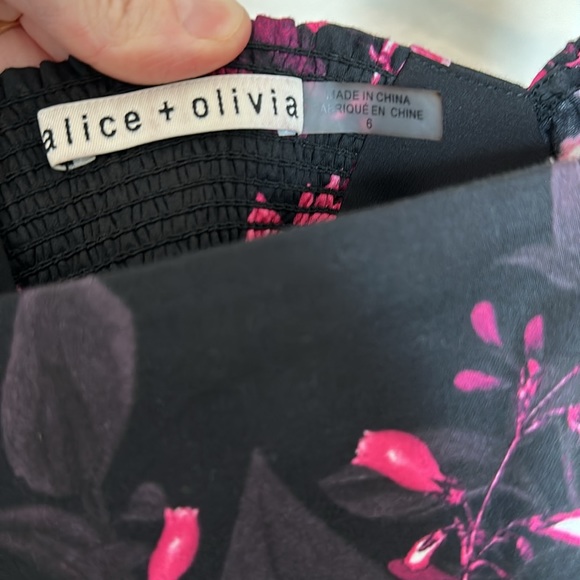 alice + olivia
MADE IN CHINA
FABRIQUÉ EN CHINE
6